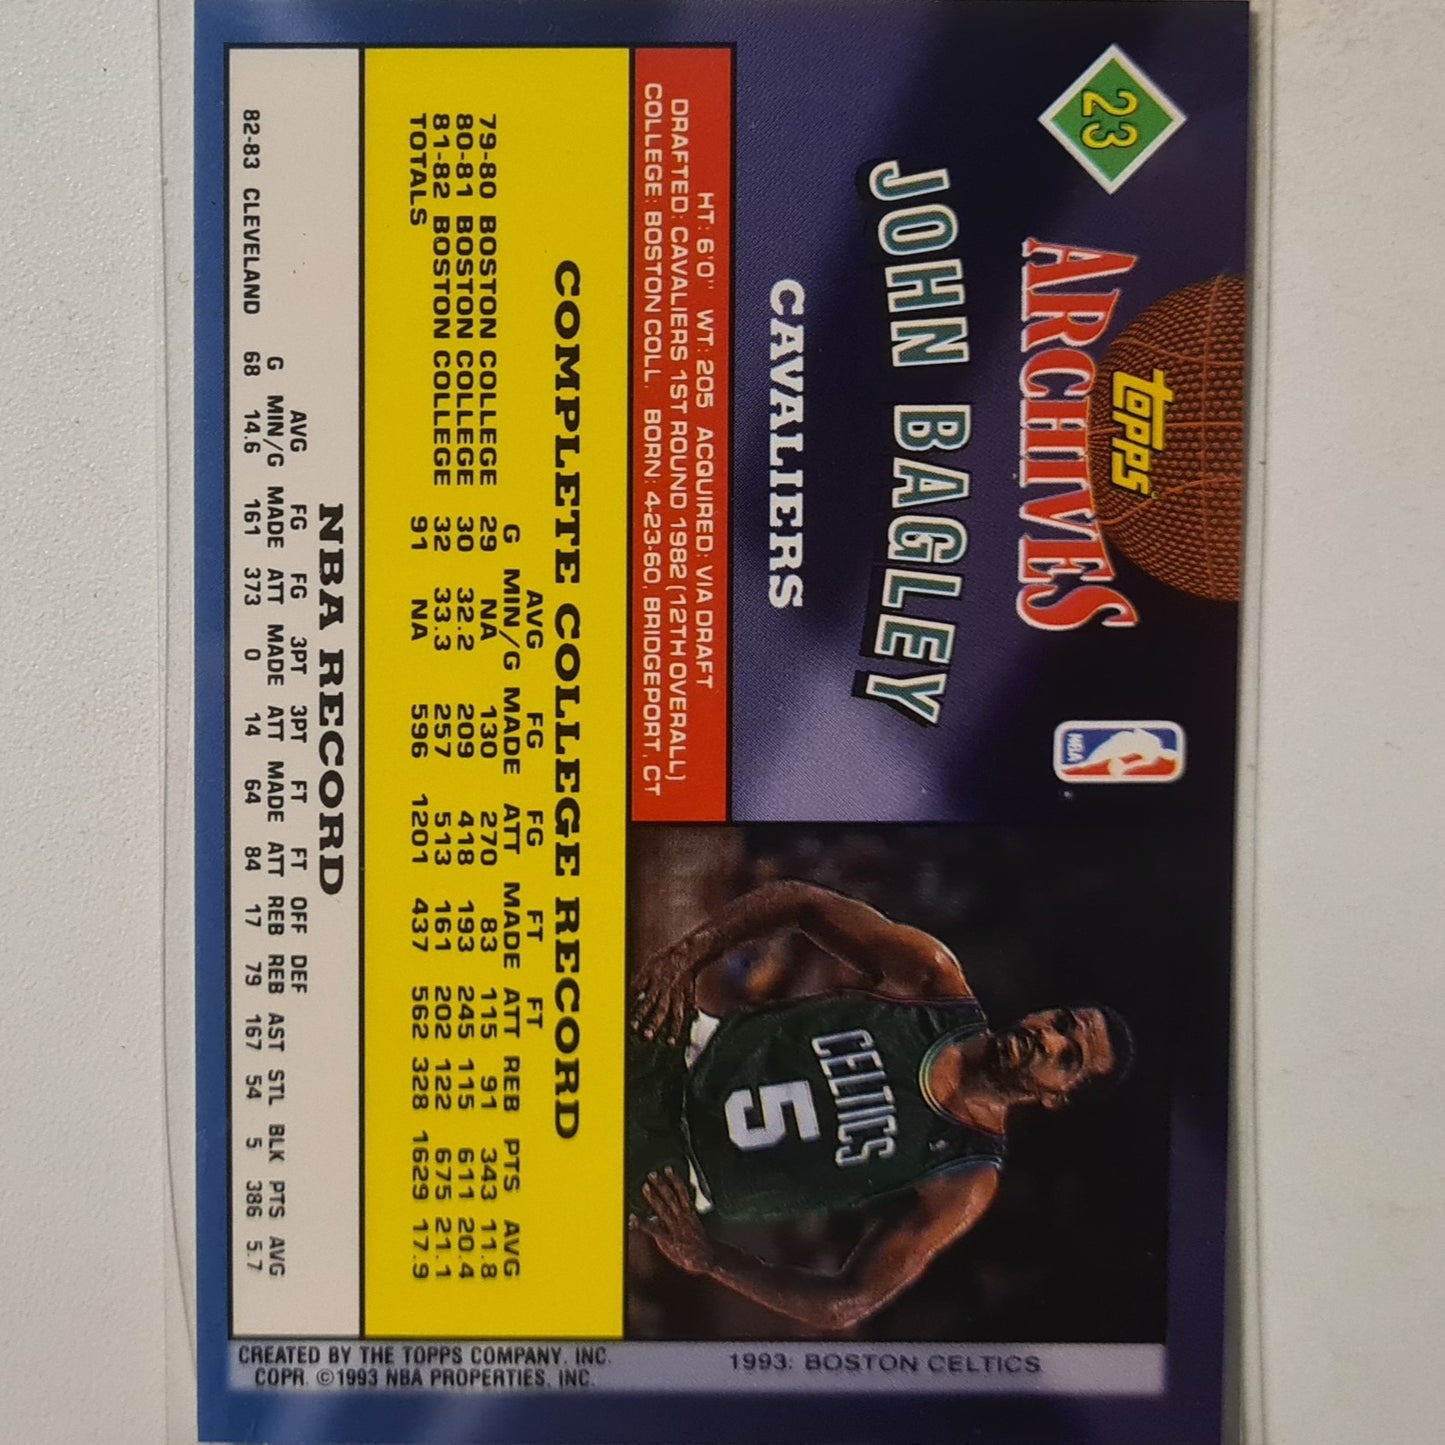 23
topps
ARCHIVES
NBA
JOHN BAGLEY
CAVALIERS
HT: 6'0" WT: 205 ACQUIRED: VIA DRAFT
DRAFTED: CAVALIERS 1ST ROUND 1982 (12TH OVERALL)
COLLEGE: BOSTON COLL. BORN: 4-23-60, BRIDGEPORT, CT
CELTICS
5
1993: BOSTON CELTICS
COMPLETE COLLEGE RECORD
AVG FG FG FT FT
G MIN/G MADE ATT MADE ATT REB PTS AVG
79-80 BOSTON COLLEGE 29 NA 130 270 83 115 91 343 11.8
80-81 BOSTON COLLEGE 30 32.2 209 418 193 245 115 611 20.4
81-82 BOSTON COLLEGE 32 33.3 257 513 161 202 122 675 21.1
TOTALS 91 NA 596 1201 437 562 328 1629 17.9
NBA RECORD
AVG FG FG 3PT 3PT FT FT OFF DEF
G MIN/G MADE ATT MADE ATT MADE ATT REB REB AST STL BLK PTS AVG
82-83 CLEVELAND 68 14.6 161 373 0 14 64 84 17 79 167 54 5 386 5.7
CREATED BY THE TOPPS COMPANY, INC.
COPR. ©1993 NBA PROPERTIES, INC.